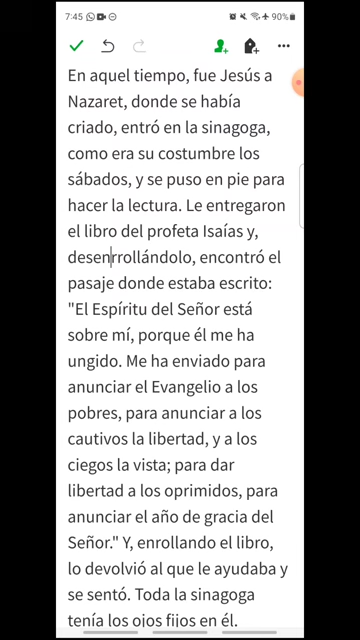 7:45
90%
En aquel tiempo, fue Jesús a
Nazaret, donde se había
criado, entró en la sinagoga,
como era su costumbre los
sábados, y se puso en pie para
hacer la lectura. Le entregaron
el libro del profeta Isaías y,
desenrrollándolo, encontró el
pasaje donde estaba escrito:
"El Espíritu del Señor está
sobre mí, porque él me ha
ungido. Me ha enviado para
anunciar el Evangelio a los
pobres, para anunciar a los
cautivos la libertad, y a los
ciegos la vista; para dar
libertad a los oprimidos, para
anunciar el año de gracia del
Señor." Y, enrollando el libro,
lo devolvió al que le ayudaba y
se sentó. Toda la sinagoga
tenía los ojos fijos en él.